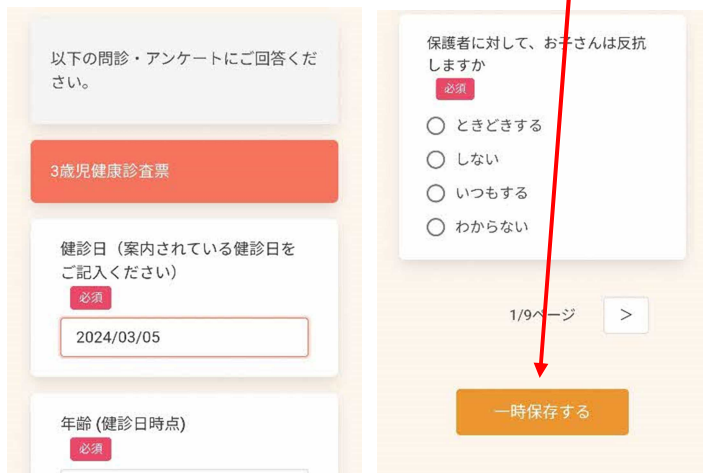 以下の問診・アンケートにご回答くだ
さい。
3歳児健康診査票
健診日（案内されている健診日を
ご記入ください）
必須
2024/03/05
年齢 (健診日時点)
必須
保護者に対して、お子さんは反抗
しますか
必須
ときどきする
しない
いつもする
わからない
1/9ページ
>
一時保存する